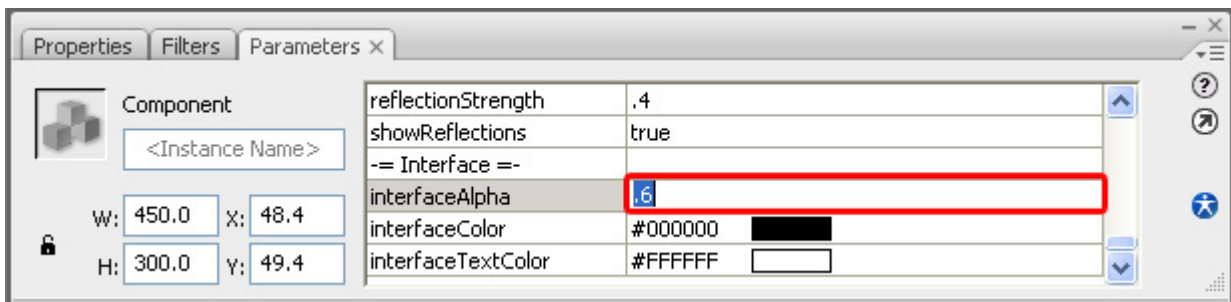 Properties Filters Parameters
Component
<Instance Name>
W: 450.0 X: 48.4
H: 300.0 Y: 49.4
reflectionStrength .4
showReflections true
-= Interface =-
interfaceAlpha .6
interfaceColor #000000
interfaceTextColor #FFFFFF